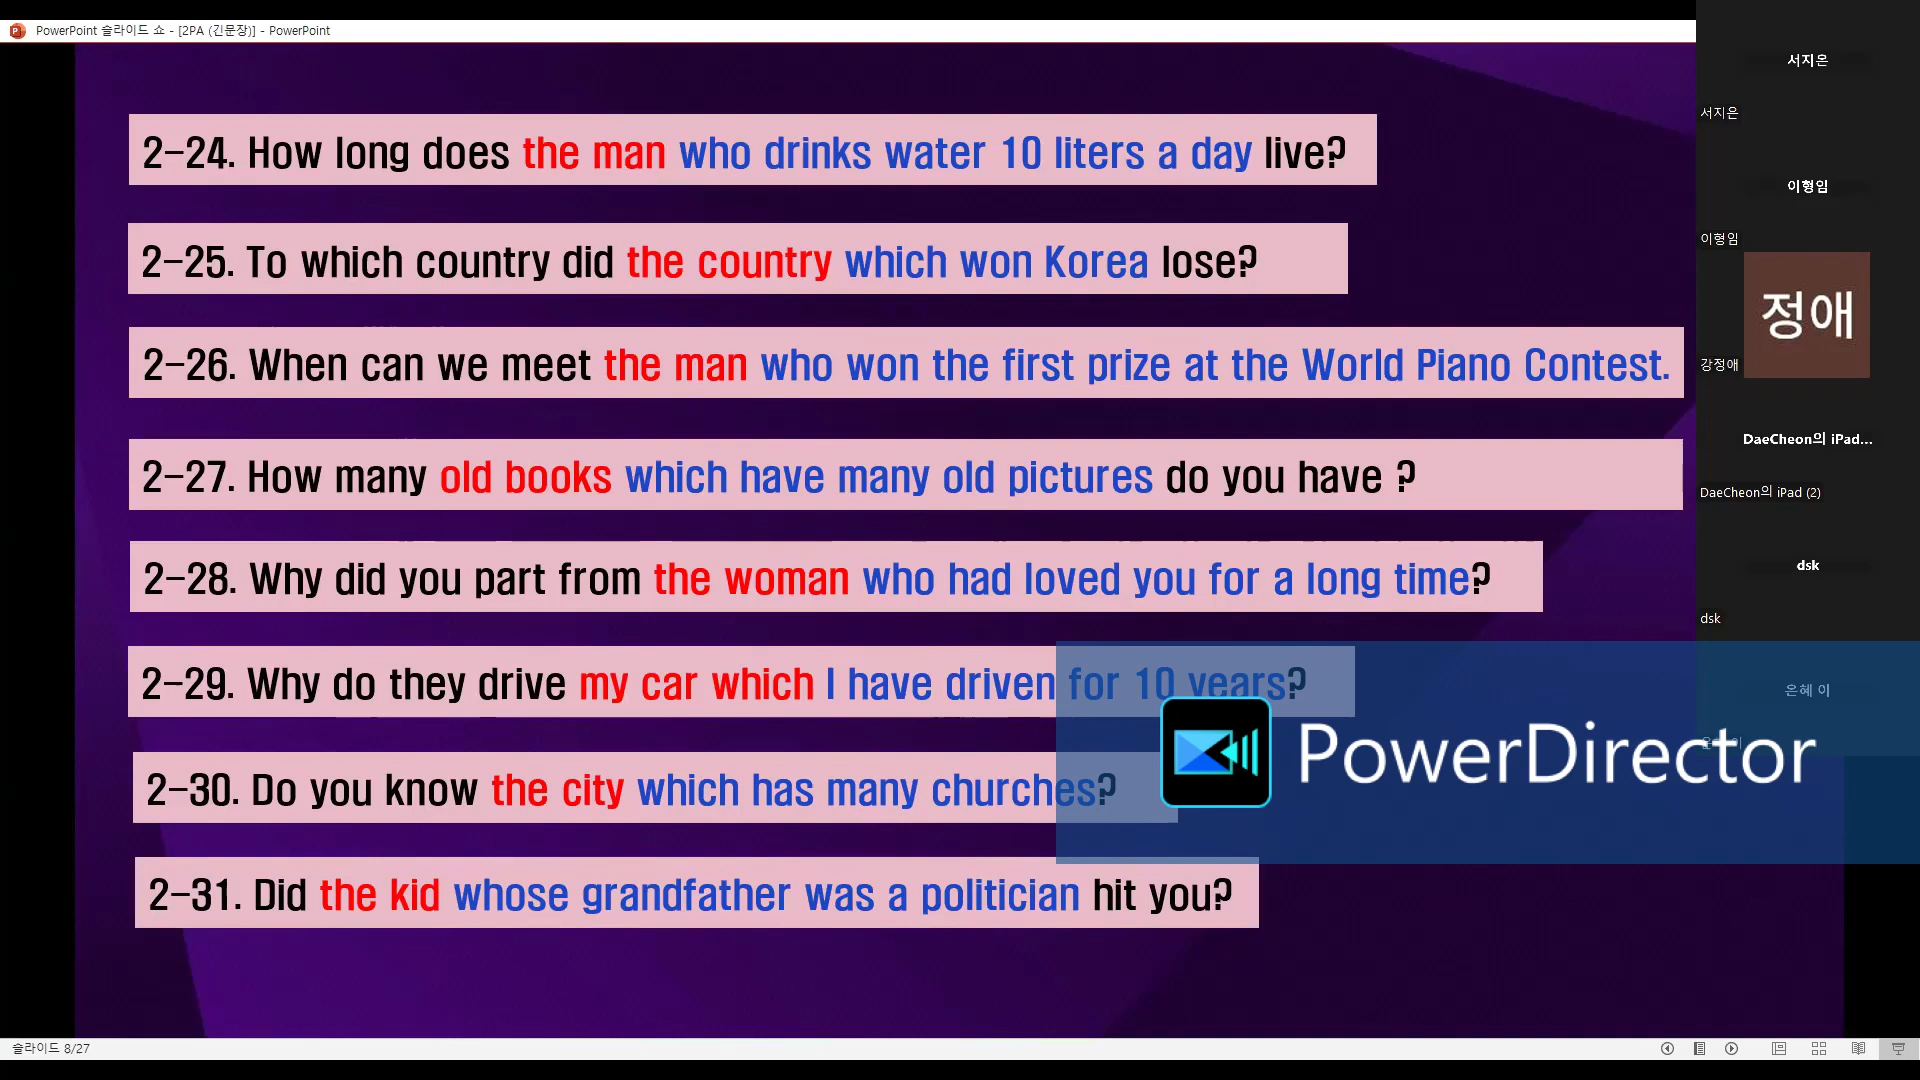 PowerPoint 슬라이드 쇼 - [2PA (긴문장)] - PowerPoint
2-24. How long does the man who drinks water 10 liters a day live?
2-25. To which country did the country which won Korea lose?
2-26. When can we meet the man who won the first prize at the World Piano Contest.
2-27. How many old books which have many old pictures do you have ?
2-28. Why did you part from the woman who had loved you for a long time?
2-29. Why do they drive my car which I have driven for 10 years?
2-30. Do you know the city which has many churches?
2-31. Did the kid whose grandfather was a politician hit you?
PowerDirector
서지은
서지은
이형임
이형임
정애
강정애
DaeCheon의 iPad...
DaeCheon의 iPad (2)
dsk
dsk
은혜 이
슬라이드 8/27